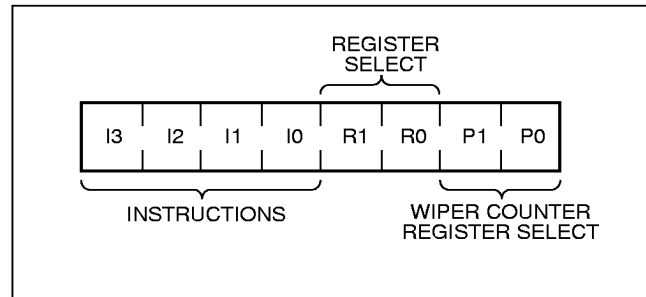 REGISTER
SELECT
I3 I2 I1 I0 R1 R0 P1 P0
INSTRUCTIONS
WIPER COUNTER
REGISTER SELECT